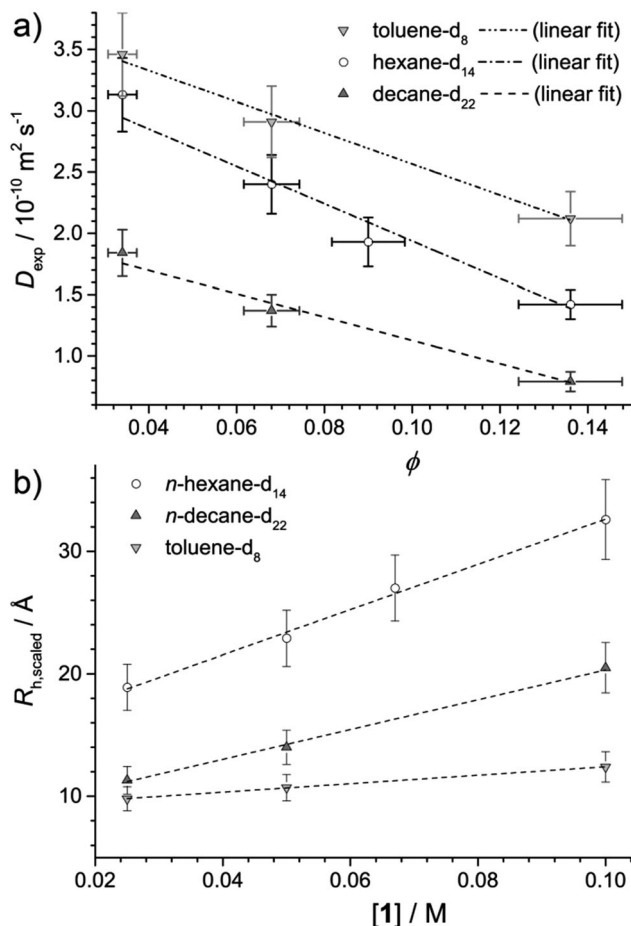 a)
toluene-d8 (linear fit)
hexane-d14 (linear fit)
decane-d22 (linear fit)
Dexp / 10-10 m2 s-1
3.5
3.0
2.5
2.0
1.5
1.0
0.04 0.06 0.08 0.10 0.12 0.14
ϕ
b)
n-hexane-d14
n-decane-d22
toluene-d8
Rh,scaled / Å
30
20
10
0.02 0.04 0.06 0.08 0.10
[1] / M